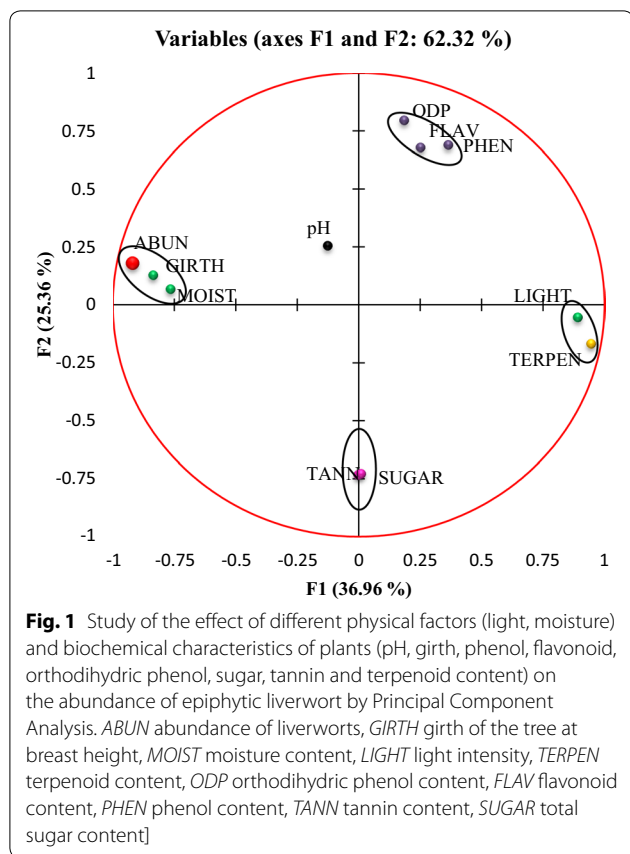 Variables (axes F1 and F2: 62.32 %)
1
ODP
0.75
FLAV
PHEN
0.5
pH
0.25
ABUN
GIRTH
MOIST
LIGHT
0
TERPEN
-0.25
-0.5
TANN
SUGAR
-0.75
-1
F2 (25.36 %)
-1
-0.75
-0.5
-0.25
0
0.25
0.5
0.75
1
F1 (36.96 %)
Fig. 1 Study of the effect of different physical factors (light, moisture)
and biochemical characteristics of plants (pH, girth, phenol, flavonoid,
orthodihydric phenol, sugar, tannin and terpenoid content) on
the abundance of epiphytic liverwort by Principal Component
Analysis. ABUN abundance of liverworts, GIRTH girth of the tree at
breast height, MOIST moisture content, LIGHT light intensity, TERPEN
terpenoid content, ODP orthodihydric phenol content, FLAV flavonoid
content, PHEN phenol content, TANN tannin content, SUGAR total
sugar content]